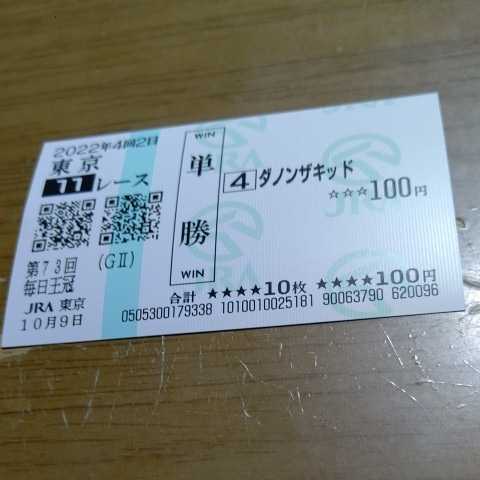 2022年4回2日
東京
11レース
第73回
毎日王冠
(GⅡ)
JRA 東京
10月9日
WIN
単勝
WIN
4 ダノンザキッド
☆☆☆100円
合計 ★★★★10枚 ★★★★100円
0505300179338 1010010025181 90063790 620096
JRA
JRA
JRA